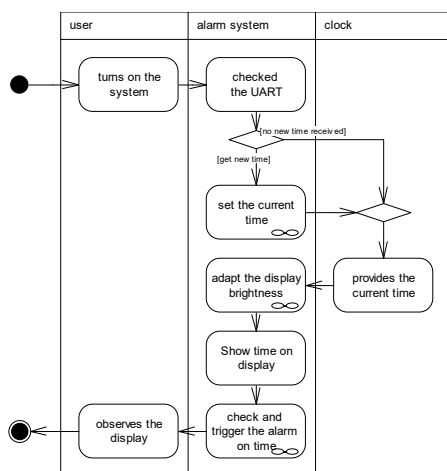 user
alarm system
clock
turns on the
system
checked
the UART
[no new time received]
[get new time]
set the current
time
adapt the display
brightness
provides the
current time
Show time on
display
observes the
display
check and
trigger the alarm
on time